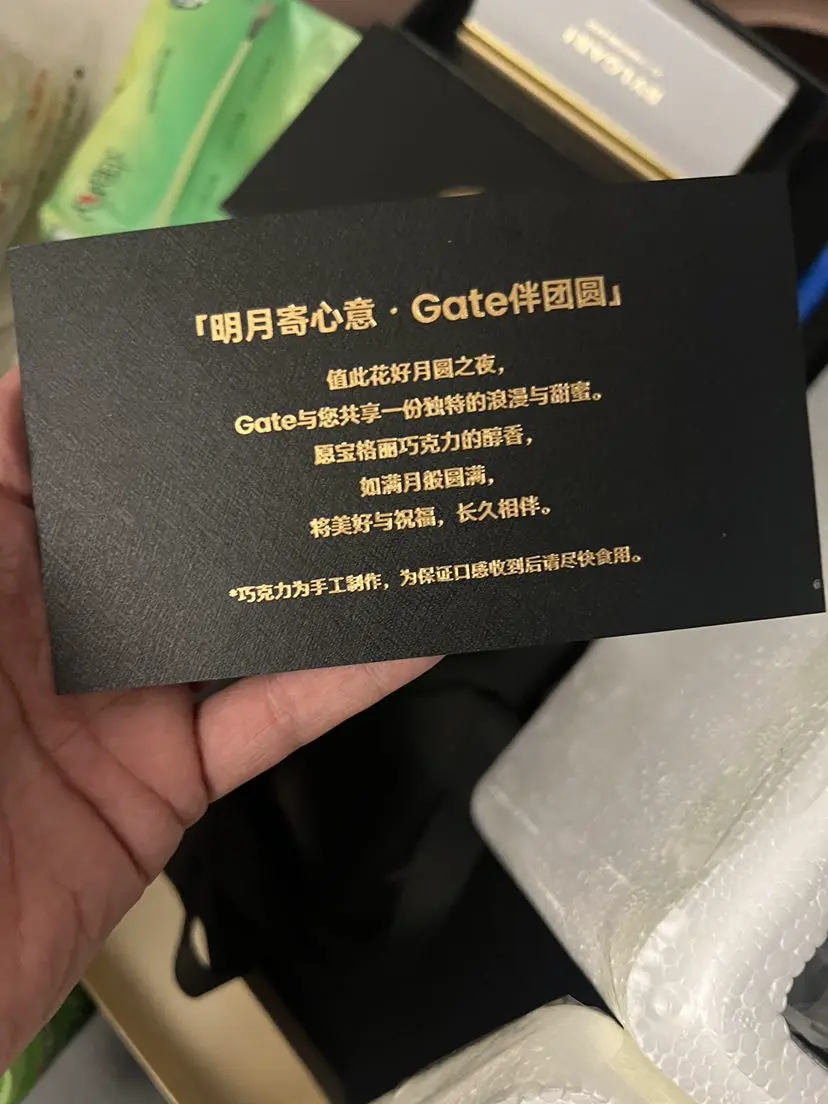 BVLGARI
「明月寄心意 · Gate伴团圆」
值此花好月圆之夜，
Gate与您共享一份独特的浪漫与甜蜜。
愿宝格丽巧克力的醇香，
如满月般圆满，
将美好与祝福，长久相伴。
*巧克力为手工制作，为保证口感收到后请尽快食用。